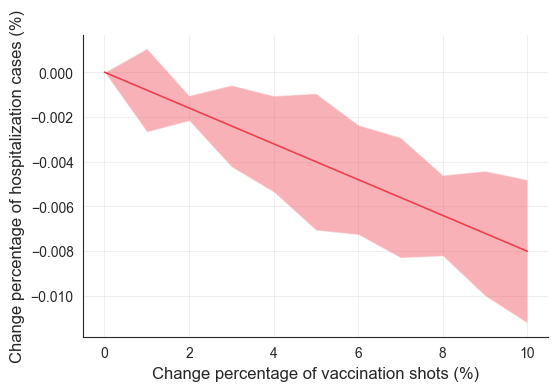 Change percentage of hospitalization cases (%)
0.000
−0.002
−0.004
−0.006
−0.008
−0.010
0 2 4 6 8 10
Change percentage of vaccination shots (%)